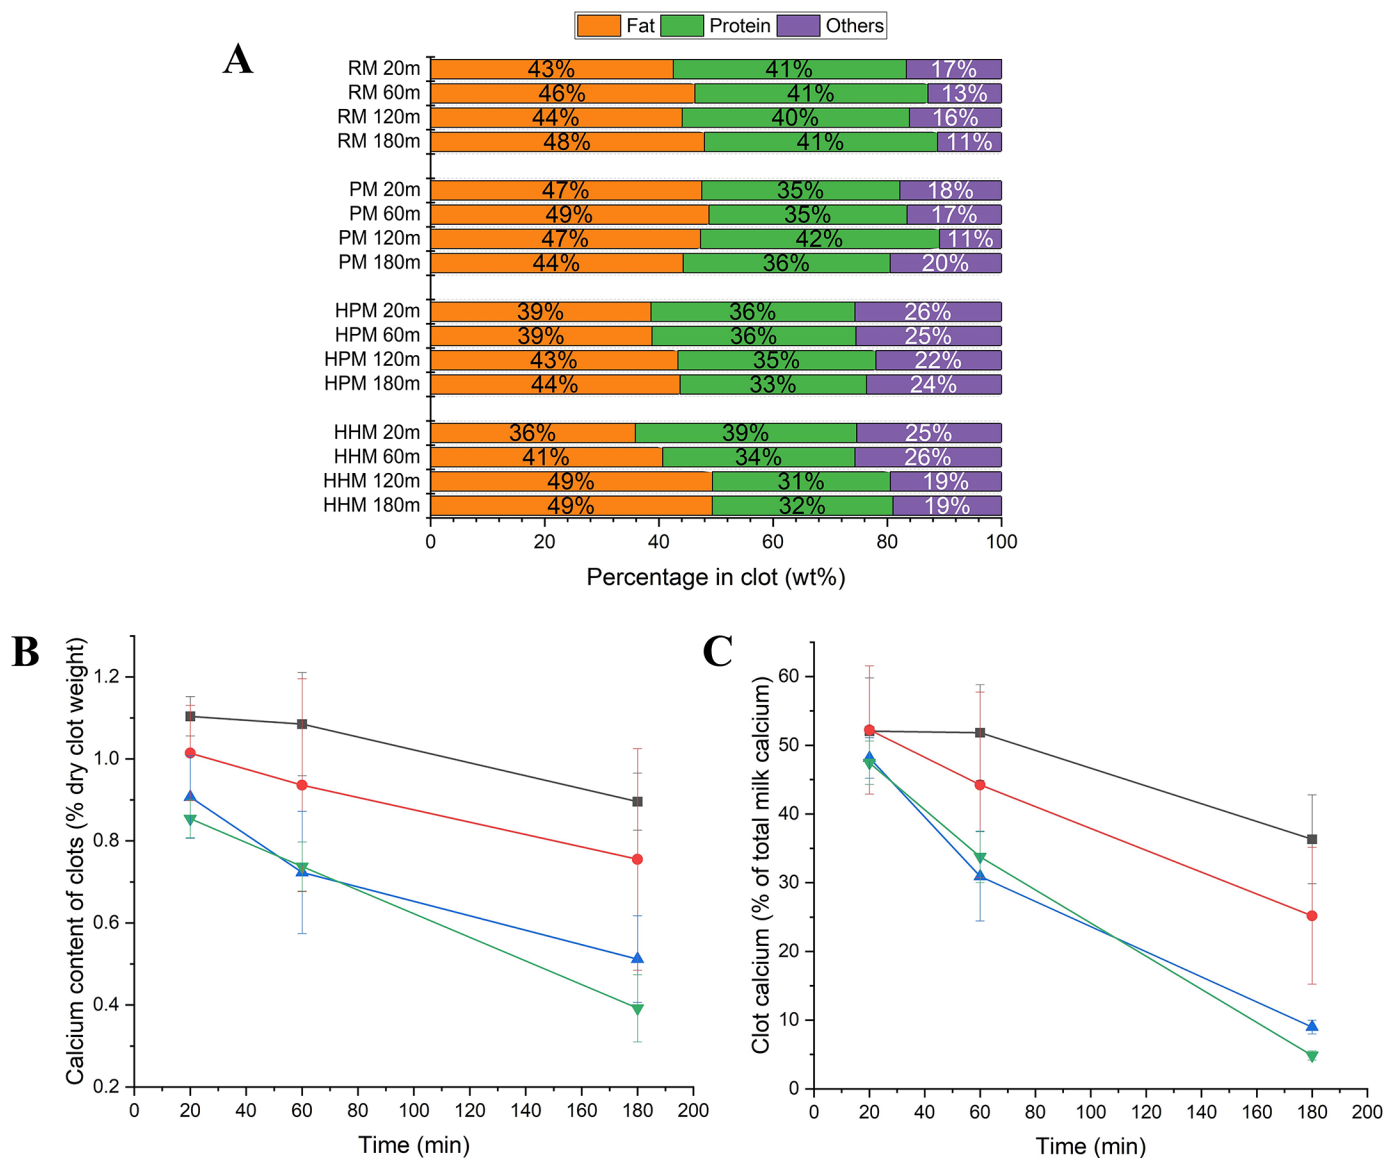 Fat Protein Others
A
RM 20m 43% 41% 17%
RM 60m 46% 41% 13%
RM 120m 44% 40% 16%
RM 180m 48% 41% 11%
PM 20m 47% 35% 18%
PM 60m 49% 35% 17%
PM 120m 47% 42% 11%
PM 180m 44% 36% 20%
HPM 20m 39% 36% 26%
HPM 60m 39% 36% 25%
HPM 120m 43% 35% 22%
HPM 180m 44% 33% 24%
HHM 20m 36% 39% 25%
HHM 60m 41% 34% 26%
HHM 120m 49% 31% 19%
HHM 180m 49% 32% 19%
0 20 40 60 80 100
Percentage in clot (wt%)
B
Calcium content of clots (% dry clot weight)
1.2
1.0
0.8
0.6
0.4
0.2
0 20 40 60 80 100 120 140 160 180 200
Time (min)
C
Clot calcium (% of total milk calcium)
60
50
40
30
20
10
0
0 20 40 60 80 100 120 140 160 180 200
Time (min)